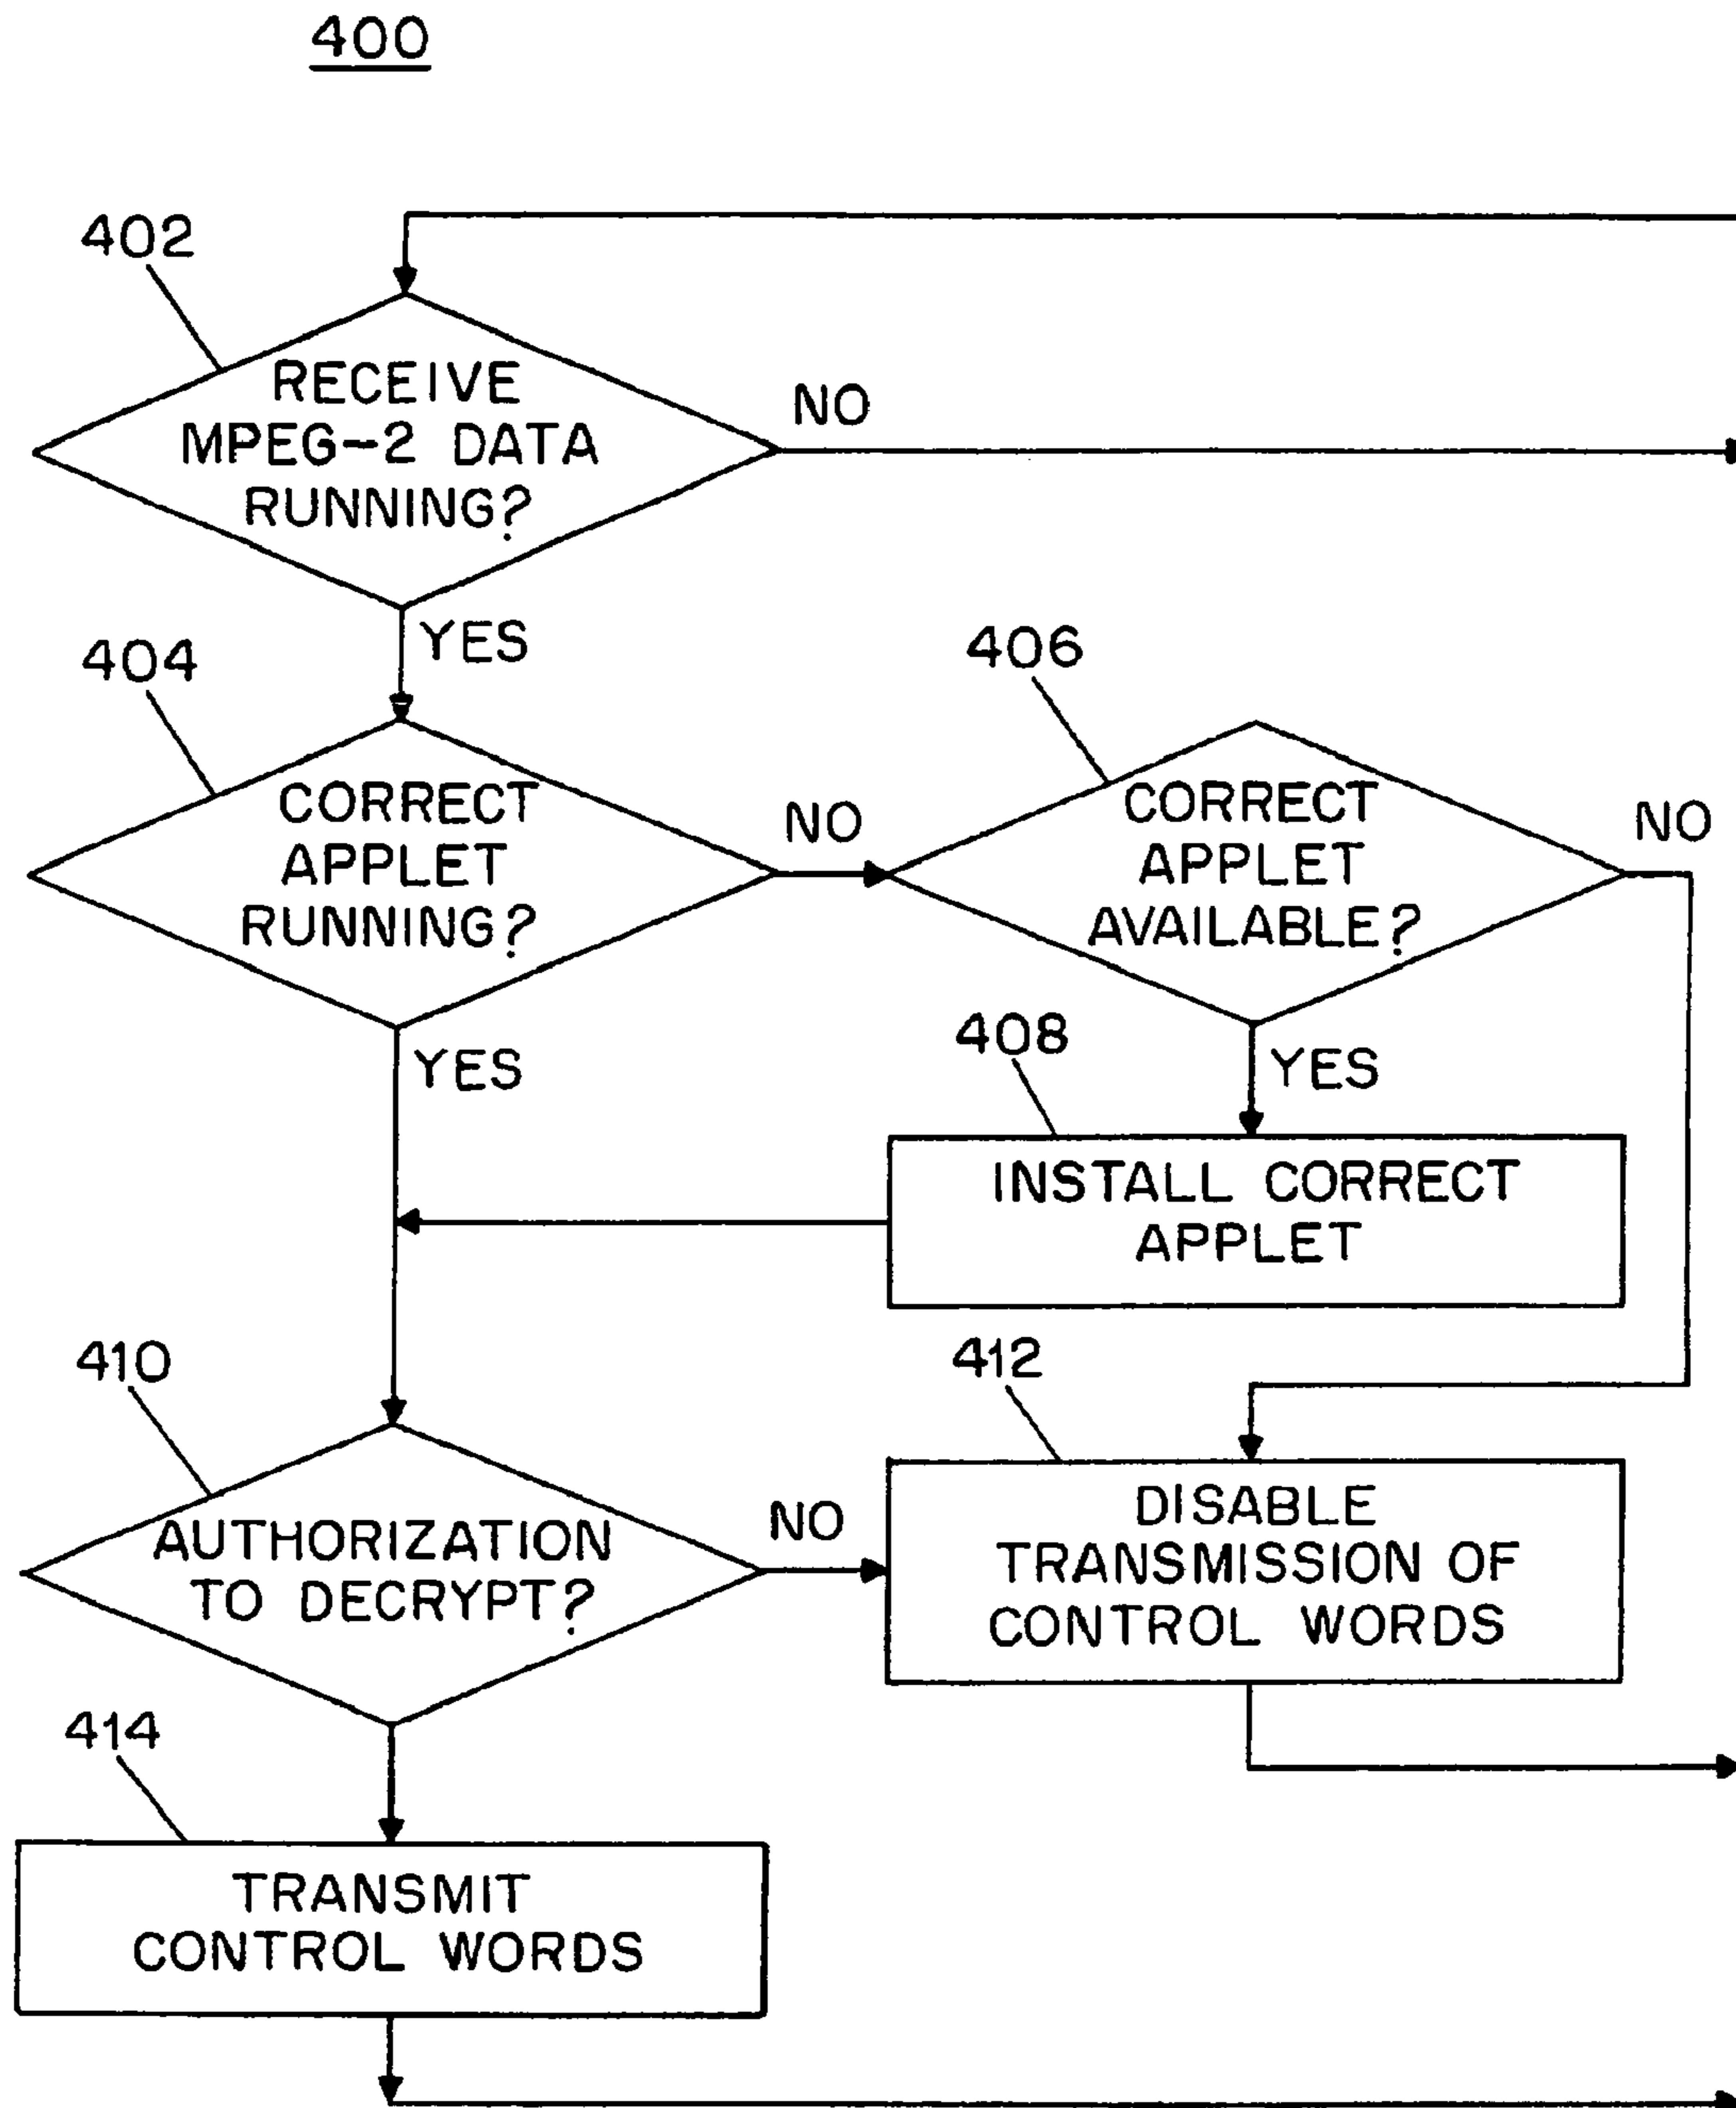 400
402
RECEIVE
MPEG-2 DATA
RUNNING?
NO
YES
404
CORRECT
APPLET
RUNNING?
NO
406
CORRECT
APPLET
AVAILABLE?
NO
YES
YES
408
INSTALL CORRECT
APPLET
410
AUTHORIZATION
TO DECRYPT?
NO
412
DISABLE
TRANSMISSION OF
CONTROL WORDS
414
TRANSMIT
CONTROL WORDS